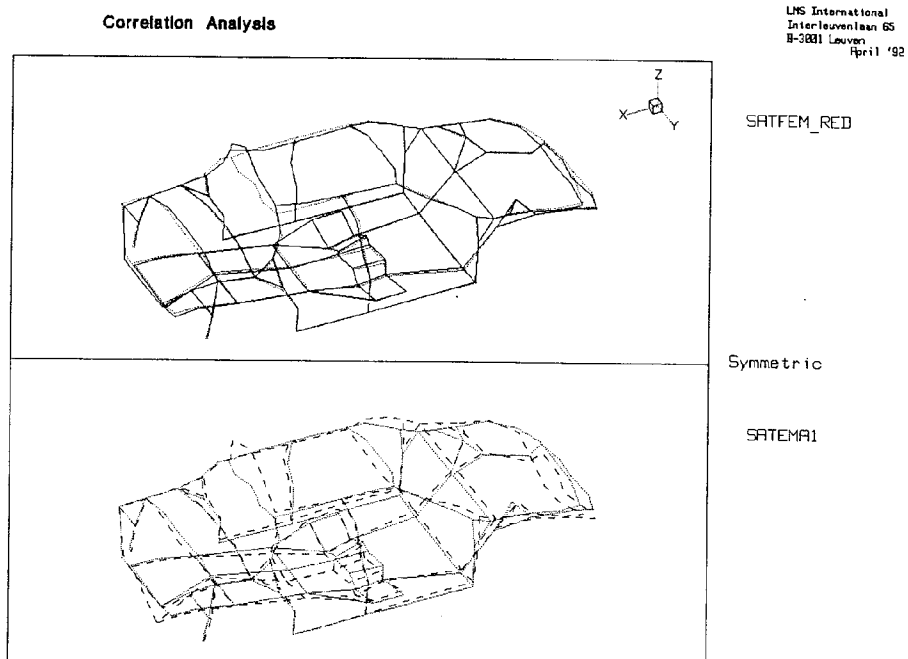 Correlation Analysis
LMS International
Interleuvenlaan 65
B-3001 Leuven
April '92
Z
X
Y
SATFEM_RED
Symmetric
SATEMA1